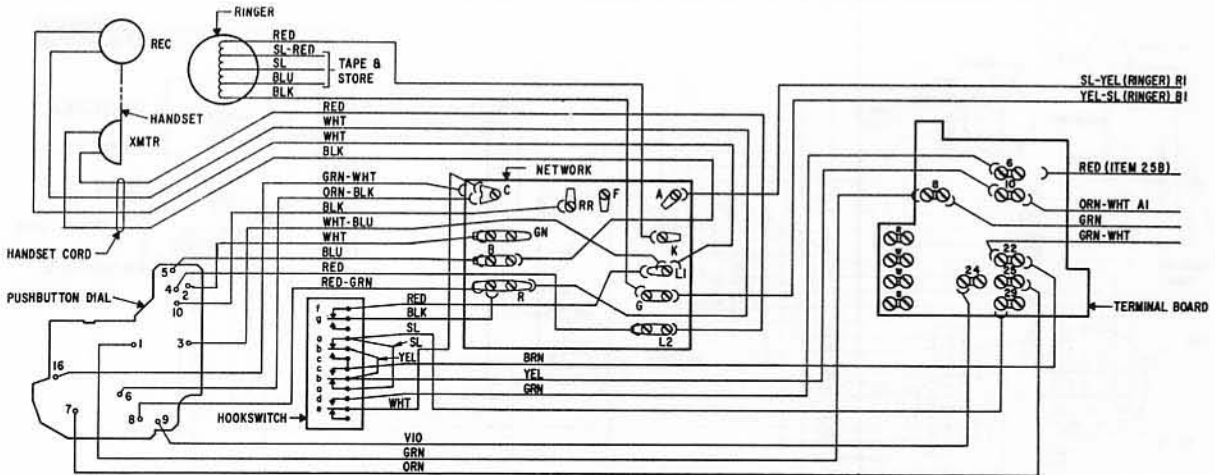 RINGER
REC
RED
SL-RED
SL
BLU
BLK
TAPE & STORE
HANDSET
XMTR
RED
WHT
WHT
BLK
SL-YEL (RINGER) R1
YEL-SL (RINGER) B1
NETWORK
GRN-WHT
ORN-BLK
BLK
WHT-BLU
WHT
BLU
RED
RED-GRN
C
RR
F
A
GN
B
K
L1
R
G
L2
6
10
8
RED (ITEM 25B)
ORN-WHT A1
GRN
GRN-WHT
22
24
25
HANDSET CORD
PUSHBUTTON DIAL
TERMINAL BOARD
5
4
2
10
1
3
16
6
7
8
9
f
g
a
b
c
c
b
a
d
e
RED
BLK
SL
SL
YEL
WHT
BRN
YEL
GRN
HOOKSWITCH
VIO
GRN
ORN